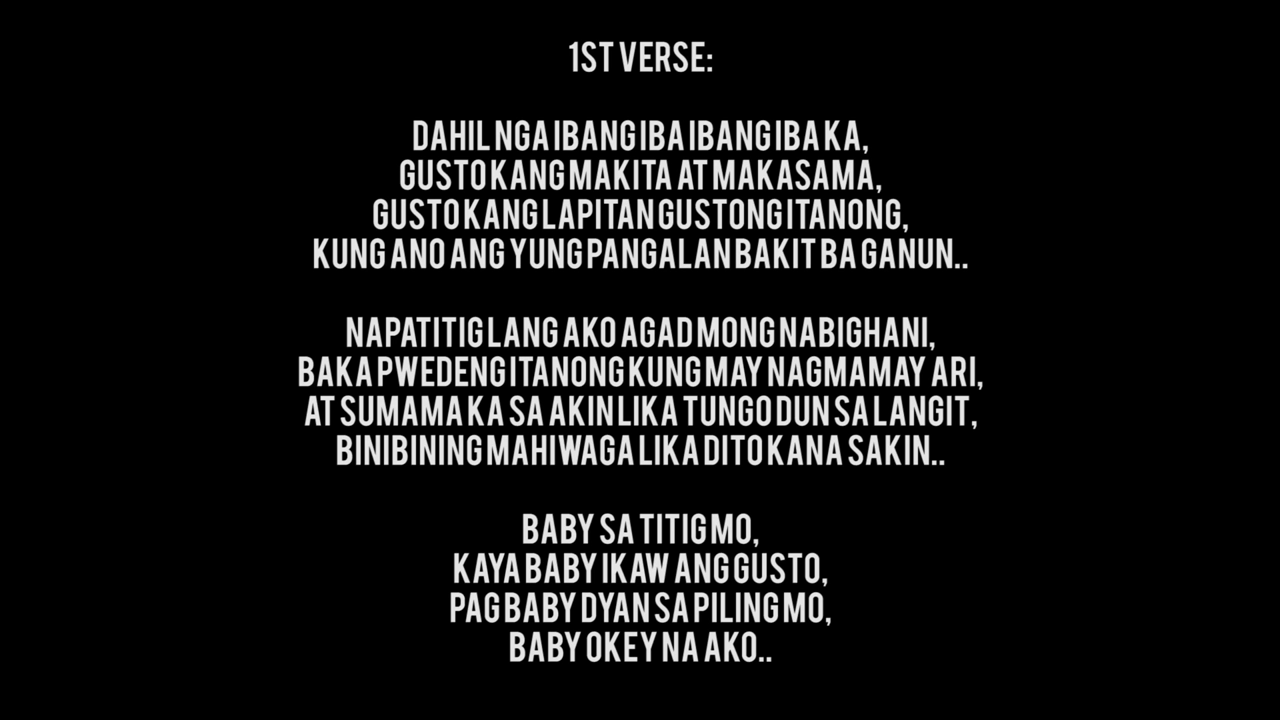 1ST VERSE:
DAHIL NGA IBANG IBA IBANG IBA KA,
GUSTO KANG MAKITA AT MAKASAMA,
GUSTO KANG LAPITAN GUSTONG ITANONG,
KUNG ANO ANG YUNG PANGALAN BAKIT BA GANUN..
NAPATITIG LANG AKO AGAD MONG NABIGHANI,
BAKA PWEDENG ITANONG KUNG MAY NAGMAMAY ARI,
AT SUMAMA KA SA AKIN LIKA TUNGO DUN SA LANGIT,
BINIBINING MAHIWAGA LIKA DITO KANA SAKIN..
BABY SA TITIG MO,
KAYA BABY IKAW ANG GUSTO,
PAG BABY DYAN SA PILING MO,
BABY OKEY NA AKO..